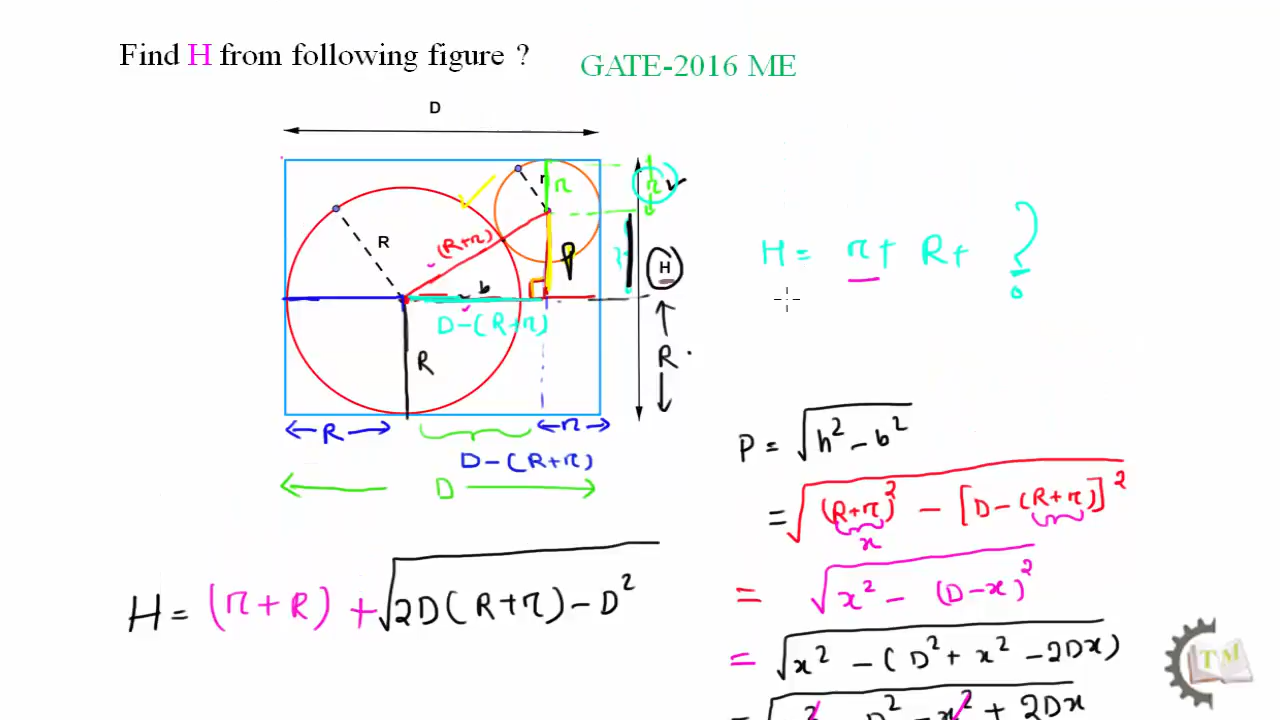 Find H from following figure ?
GATE-2016 ME
D
r
r
r
R
(R+r)
P
H
b
D-(R+r)
R
R
H = r + R + ?
R
r
D-(R+r)
D
P = √h² - b²
= √(R+r)² - [D-(R+r)]²
x
= √x² - (D-x)²
H = (r+R) + √2D(R+r) - D²
= √x² - (D² + x² - 2Dx)
TM